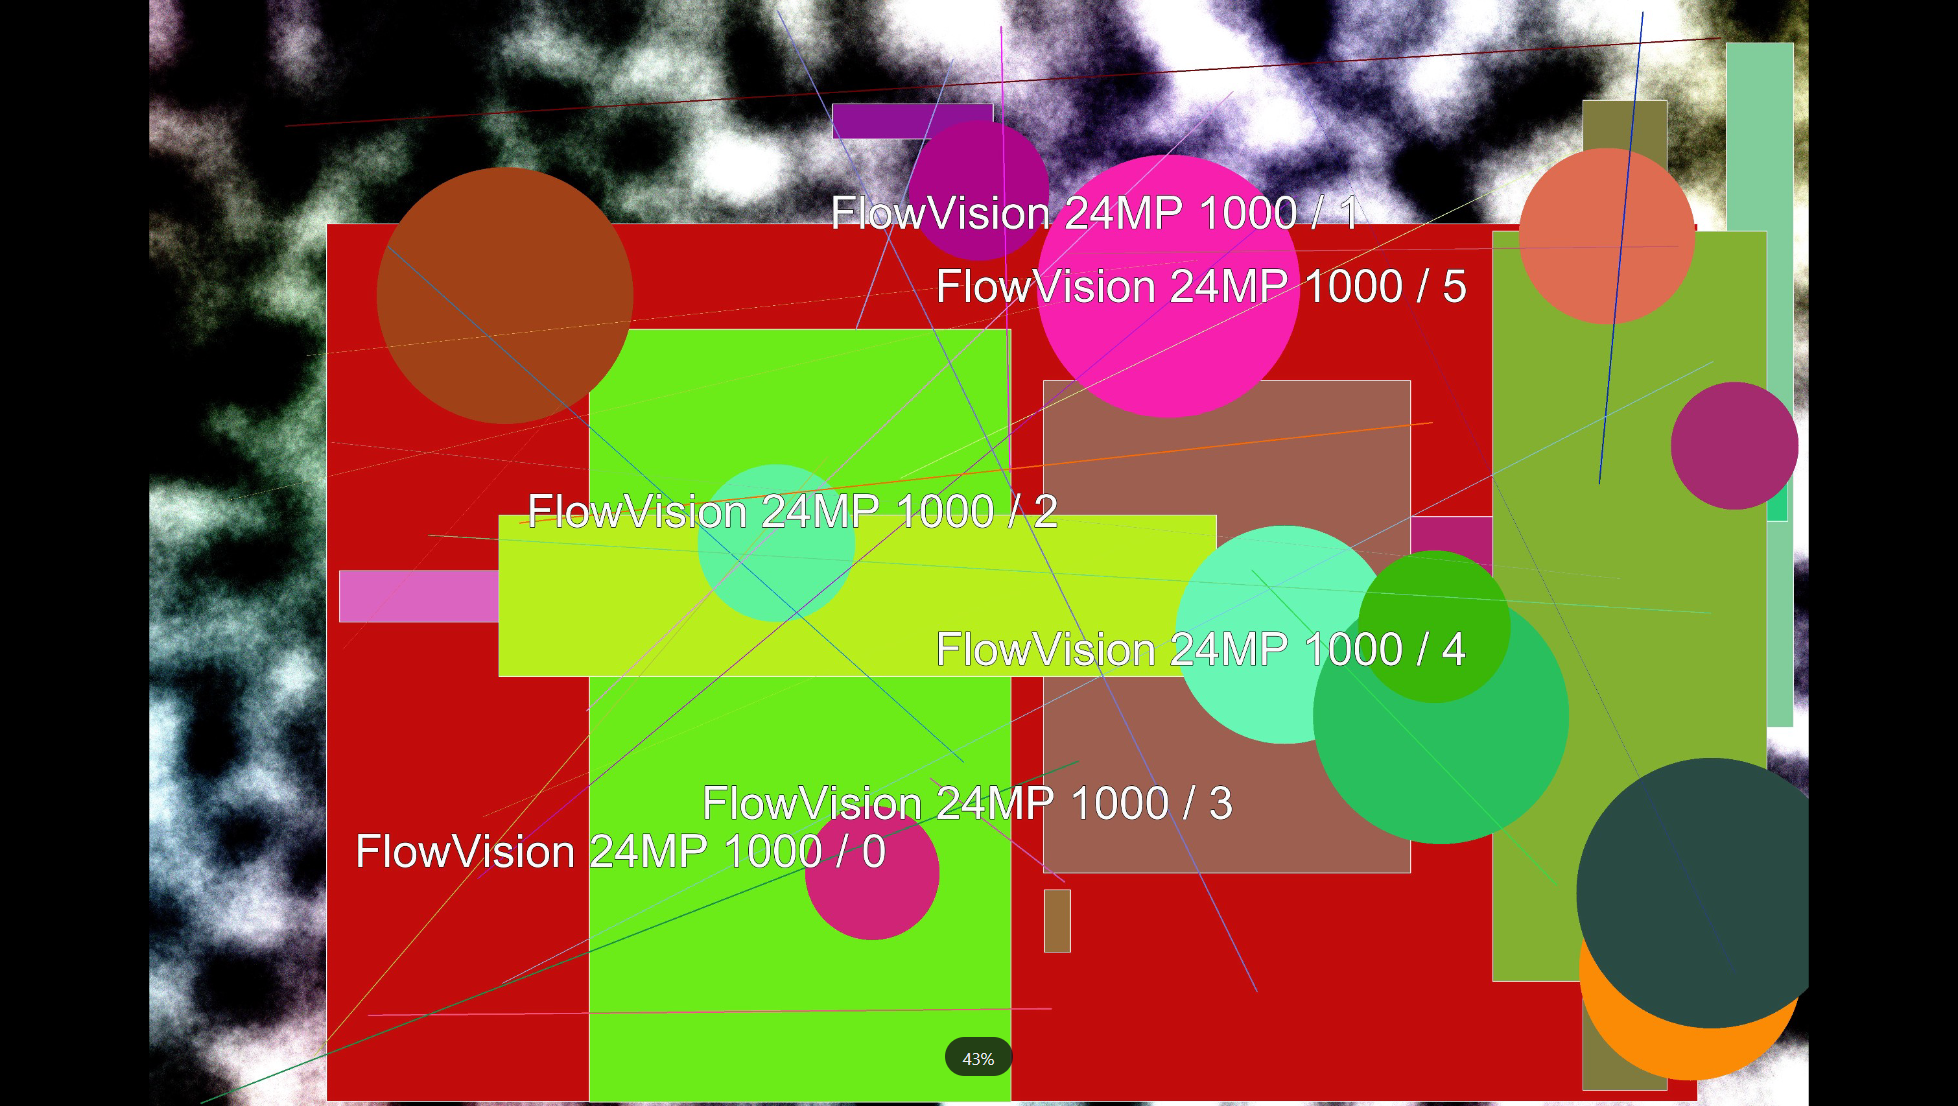 FlowVision 24MP 1000 / 1
FlowVision 24MP 1000 / 5
FlowVision 24MP 1000 / 2
FlowVision 24MP 1000 / 4
FlowVision 24MP 1000 / 3
FlowVision 24MP 1000 / 0
43%